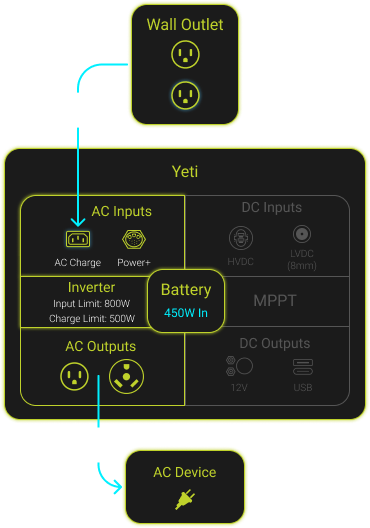 Wall Outlet
Yeti
AC Inputs
AC Charge
Power+
DC Inputs
HVDC
LVDC
(8mm)
Inverter
Input Limit: 800W
Charge Limit: 500W
Battery
450W In
MPPT
AC Outputs
DC Outputs
12V
USB
AC Device